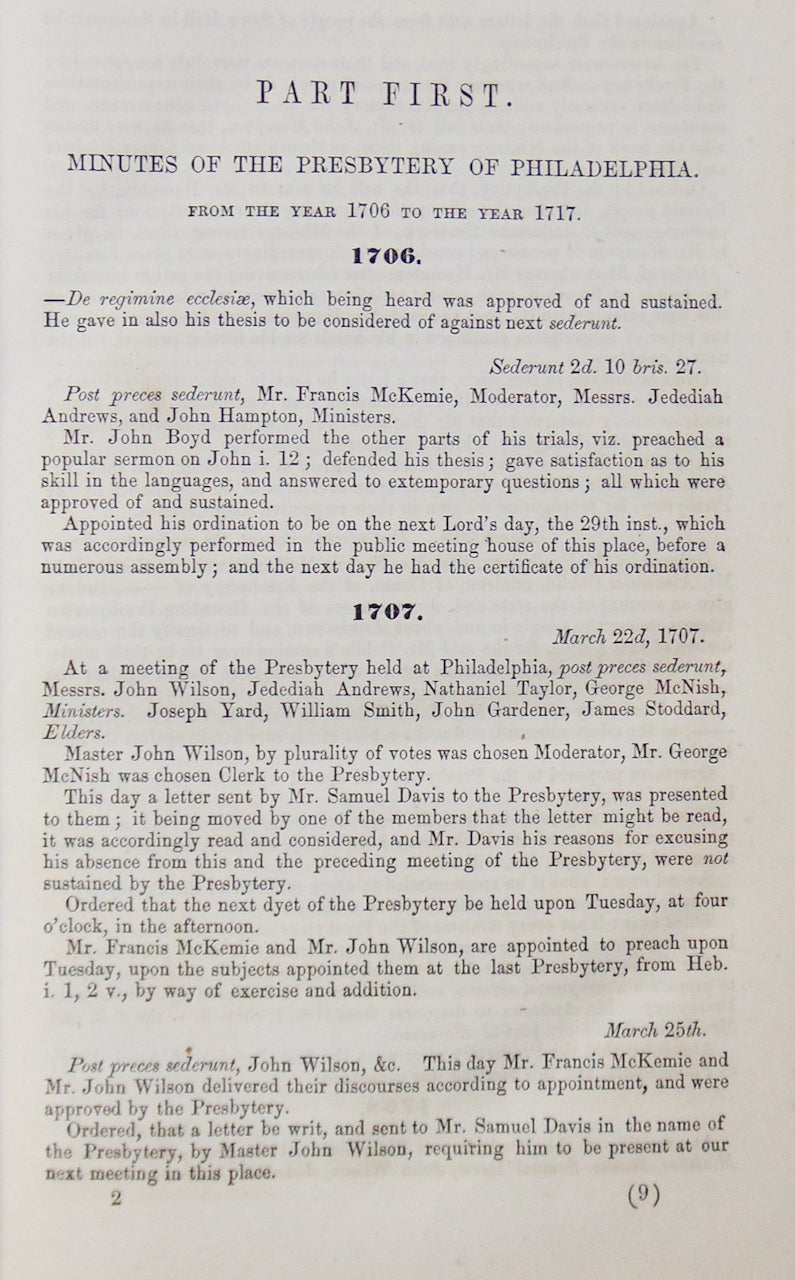 PART FIRST.
MINUTES OF THE PRESBYTERY OF PHILADELPHIA.
FROM THE YEAR 1706 TO THE YEAR 1717.
1706.
—De regimine ecclesiæ, which being heard was approved of and sustained.
He gave in also his thesis to be considered of against next sederunt.
Sederunt 2d. 10 bris. 27.
Post preces sederunt, Mr. Francis McKemie, Moderator, Messrs. Jedediah
Andrews, and John Hampton, Ministers.
Mr. John Boyd performed the other parts of his trials, viz. preached a
popular sermon on John i. 12; defended his thesis; gave satisfaction as to his
skill in the languages, and answered to extemporary questions; all which were
approved of and sustained.
Appointed his ordination to be on the next Lord's day, the 29th inst., which
was accordingly performed in the public meeting house of this place, before a
numerous assembly; and the next day he had the certificate of his ordination.
1707.
March 22d, 1707.
At a meeting of the Presbytery held at Philadelphia, post preces sederunt,
Messrs. John Wilson, Jedediah Andrews, Nathaniel Taylor, George McNish,
Ministers. Joseph Yard, William Smith, John Gardener, James Stoddard,
Elders.
Master John Wilson, by plurality of votes was chosen Moderator, Mr. George
McNish was chosen Clerk to the Presbytery.
This day a letter sent by Mr. Samuel Davis to the Presbytery, was presented
to them; it being moved by one of the members that the letter might be read,
it was accordingly read and considered, and Mr. Davis his reasons for excusing
his absence from this and the preceding meeting of the Presbytery, were not
sustained by the Presbytery.
Ordered that the next dyet of the Presbytery be held upon Tuesday, at four
o'clock, in the afternoon.
Mr. Francis McKemie and Mr. John Wilson, are appointed to preach upon
Tuesday, upon the subjects appointed them at the last Presbytery, from Heb.
i. 1, 2 v., by way of exercise and addition.
March 25th.
Post preces sederunt, John Wilson, &c. This day Mr. Francis McKemie and
Mr. John Wilson delivered their discourses according to appointment, and were
approved by the Presbytery.
Ordered, that a letter be writ, and sent to Mr. Samuel Davis in the name of
the Presbytery, by Master John Wilson, requiring him to be present at our
next meeting in this place.
2 (9)